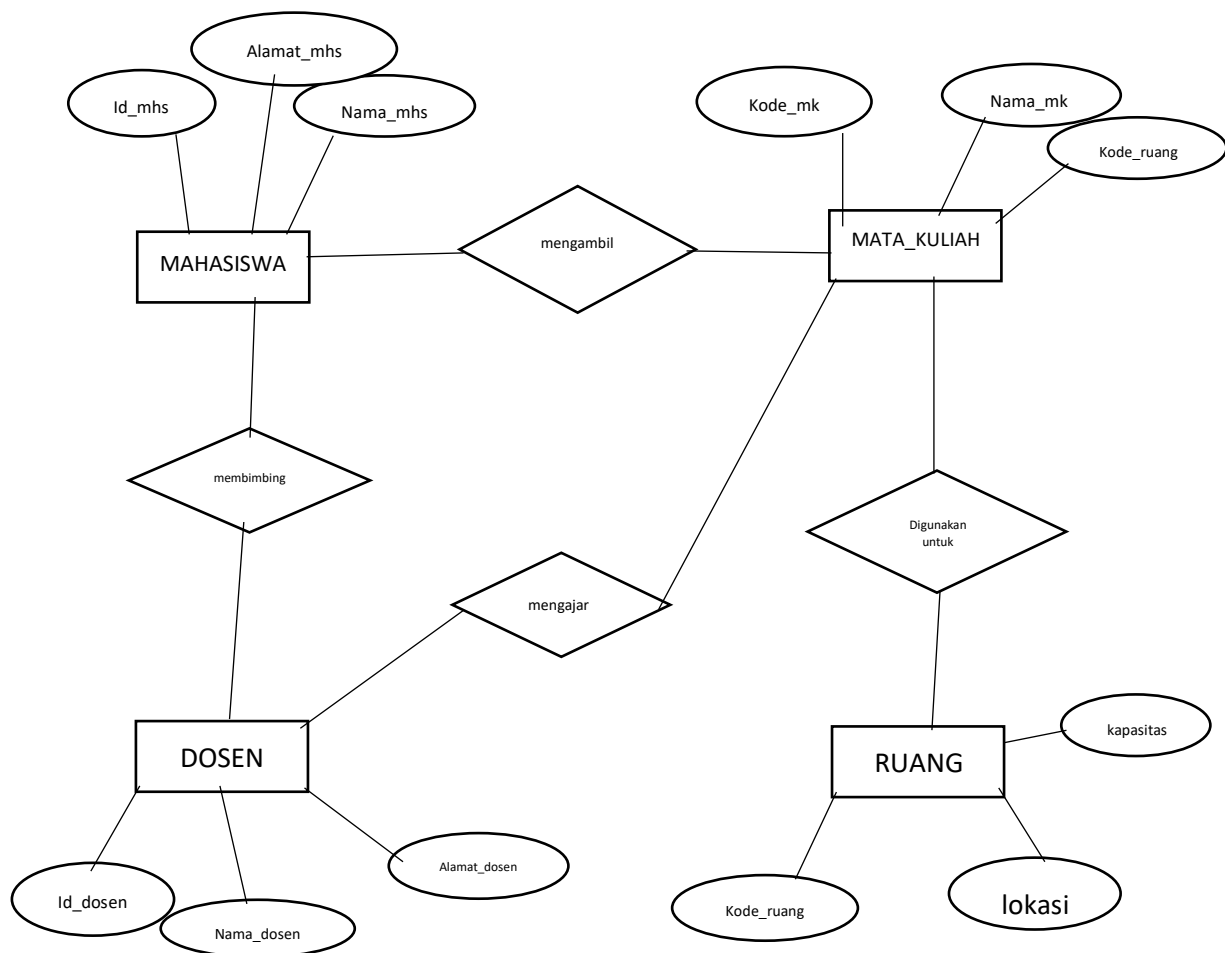 Alamat_mhs
Id_mhs
Nama_mhs
Kode_mk
Nama_mk
Kode_ruang
MAHASISWA
mengambil
MATA_KULIAH
membimbing
Digunakan
untuk
mengajar
DOSEN
RUANG
kapasitas
Id_dosen
Nama_dosen
Alamat_dosen
Kode_ruang
lokasi